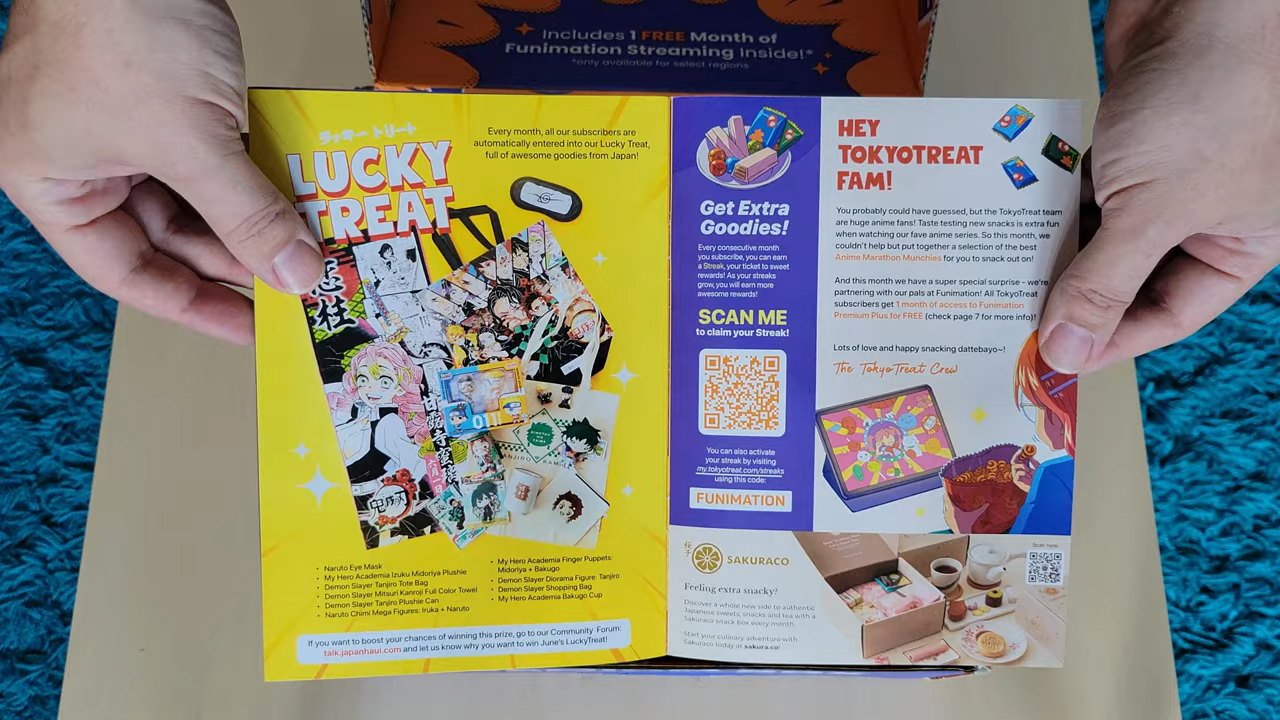 Includes 1 FREE Month of
Funimation Streaming Inside!*
*only available for select regions
ラッキートリート
LUCKY
TREAT
Every month, all our subscribers are
automatically entered into our Lucky Treat,
full of awesome goodies from Japan!
恋柱
甘露寺蜜璃
鬼滅
• Naruto Eye Mask
• My Hero Academia Izuku Midoriya Plushie
• Demon Slayer Tanjiro Tote Bag
• Demon Slayer Mitsuri Kanroji Full Color Towel
• Demon Slayer Tanjiro Plushie Can
• Naruto Chimi Mega Figures: Iruka + Naruto
• My Hero Academia Finger Puppets:
Midoriya + Bakugo
• Demon Slayer Diorama Figure: Tanjiro
• Demon Slayer Shopping Bag
• My Hero Academia Bakugo Cup
If you want to boost your chances of winning this prize, go to our Community Forum:
talk.japanhaul.com and let us know why you want to win June's LuckyTreat!
Get Extra
Goodies!
Every consecutive month
you subscribe, you can earn
a Streak, your ticket to sweet
rewards! As your streaks
grow, you will earn more
awesome rewards!
SCAN ME
to claim your Streak!
You can also activate
your streak by visiting
my.tokyotreat.com/streaks
using this code:
FUNIMATION
HEY
TOKYOTREAT
FAM!
You probably could have guessed, but the TokyoTreat team
are huge anime fans! Taste testing new snacks is extra fun
when watching our fave anime series. So this month, we
couldn't help but put together a selection of the best
Anime Marathon Munchies for you to snack out on!
And this month we have a super special surprise - we're
partnering with our pals at Funimation! All TokyoTreat
subscribers get 1 month of access to Funimation
Premium Plus for FREE (check page 7 for more info)!
Lots of love and happy snacking dattebayo~!
The TokyoTreat Crew
SAKURACO
Feeling extra snacky?
Discover a whole new side to authentic
Japanese sweets, snacks and tea with a
Sakuraco snack box every month.
Start your culinary adventure with
Sakuraco today at sakura.co!
Scan here: